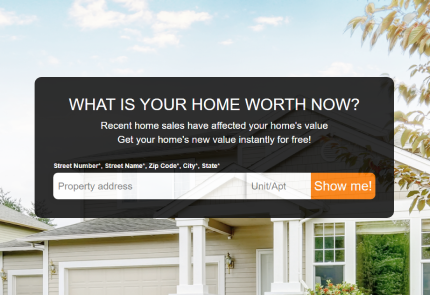 WHAT IS YOUR HOME WORTH NOW?
Recent home sales have affected your home's value
Get your home's new value instantly for free!
Street Number*, Street Name*, Zip Code*, City*, State*
Property address Unit/Apt Show me!